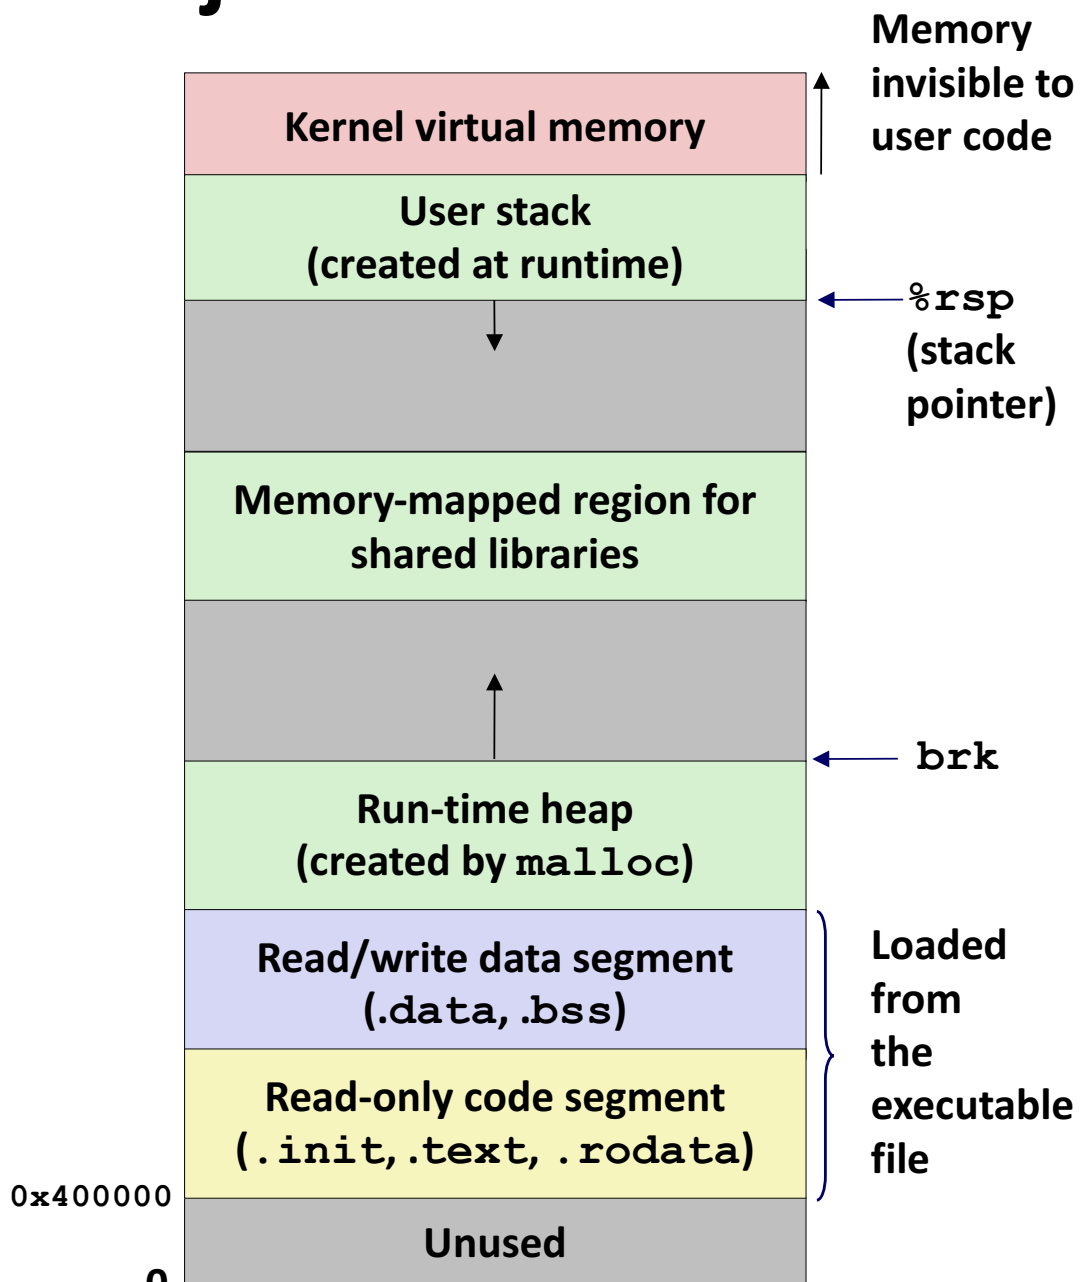 Memory
invisible to
user code
Kernel virtual memory
User stack
(created at runtime)
%rsp
(stack
pointer)
Memory-mapped region for
shared libraries
brk
Run-time heap
(created by malloc)
Read/write data segment
(.data, .bss)
Loaded
from
the
executable
file
Read-only code segment
(.init, .text, .rodata)
0x400000
Unused
0